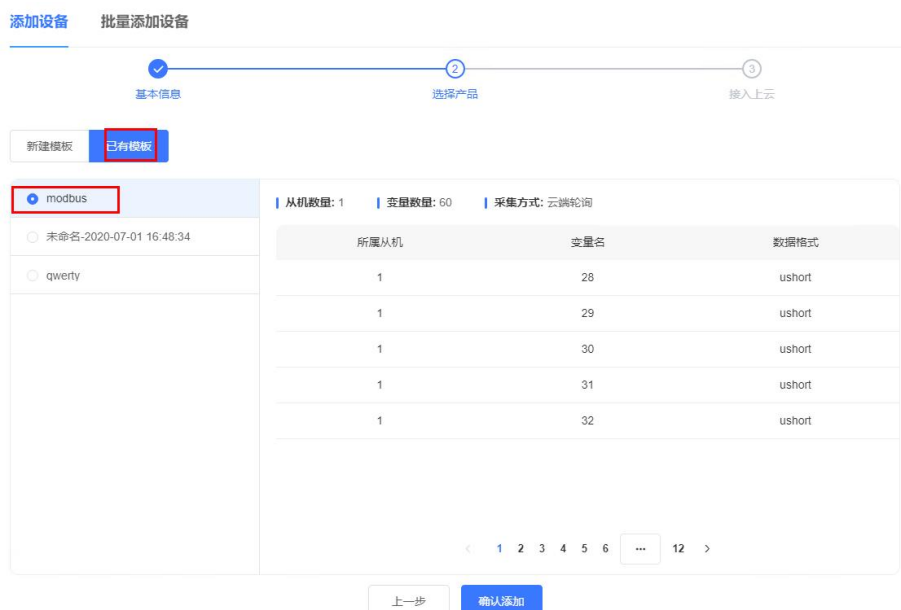 添加设备 批量添加设备
2 3
基本信息 选择产品 接入上云
新建模板 已有模板
modbus
未命名-2020-07-01 16:48:34
qwerty
从机数量: 1 变量数量: 60 采集方式: 云端轮询
所属从机 变量名 数据格式
1 28 ushort
1 29 ushort
1 30 ushort
1 31 ushort
1 32 ushort
< 1 2 3 4 5 6 ··· 12 >
上一步 确认添加